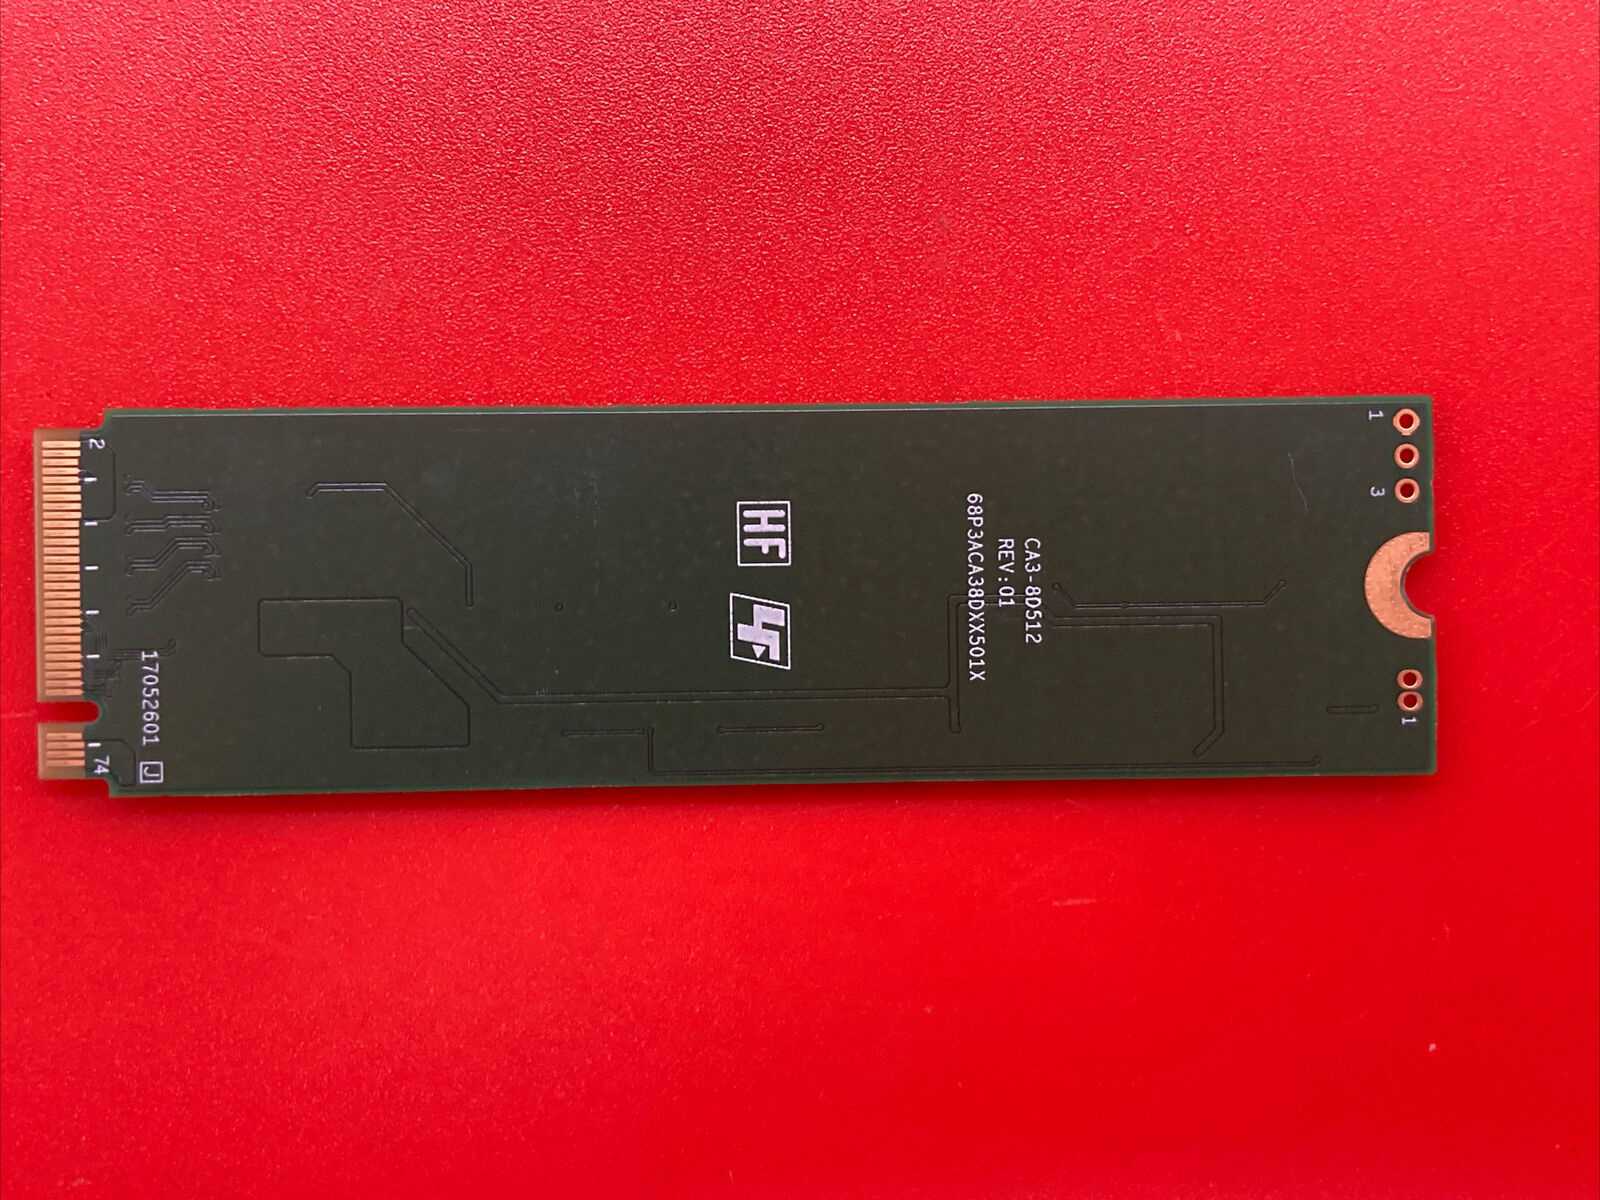 2
74
17052601 J
HF
CA3-8D512
REV:01
68P3ACA38DXX501X
1
3
1